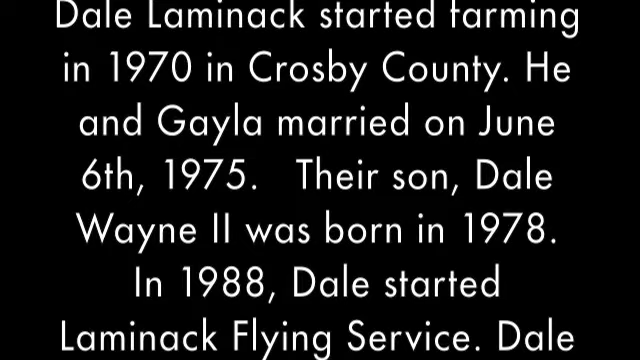 Dale Laminack started farming
in 1970 in Crosby County. He
and Gayla married on June
6th, 1975. Their son, Dale
Wayne II was born in 1978.
In 1988, Dale started
Laminack Flying Service. Dale